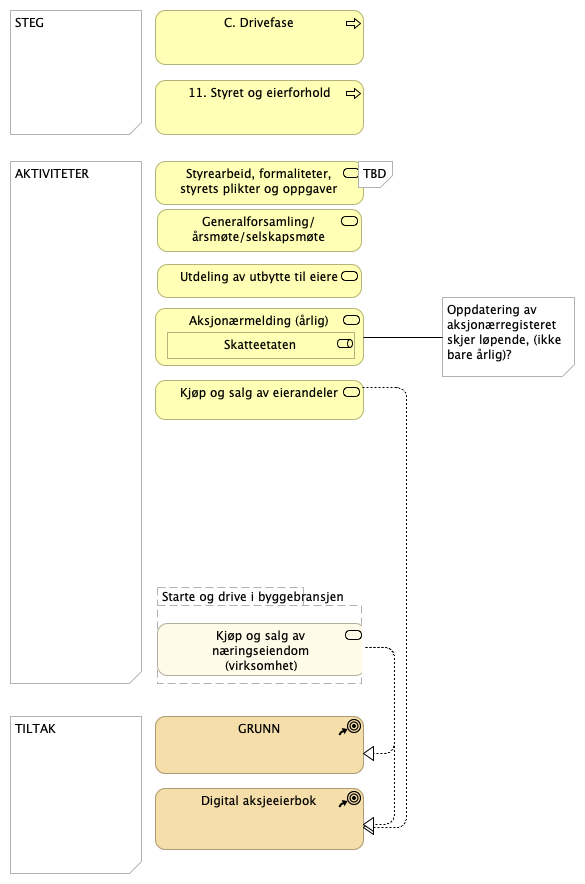 STEG
C. Drivefase
11. Styret og eierforhold
AKTIVITETER
Styrearbeid, formaliteter,
styrets plikter og oppgaver
TBD
Generalforsamling/
årsmøte/selskapsmøte
Utdeling av utbytte til eiere
Aksjonærmelding (årlig)
Skatteetaten
Oppdatering av
aksjonærregisteret
skjer løpende, (ikke
bare årlig)?
Kjøp og salg av eierandeler
Starte og drive i byggebransjen
Kjøp og salg av
næringseiendom
(virksomhet)
TILTAK
GRUNN
Digital aksjeeierbok